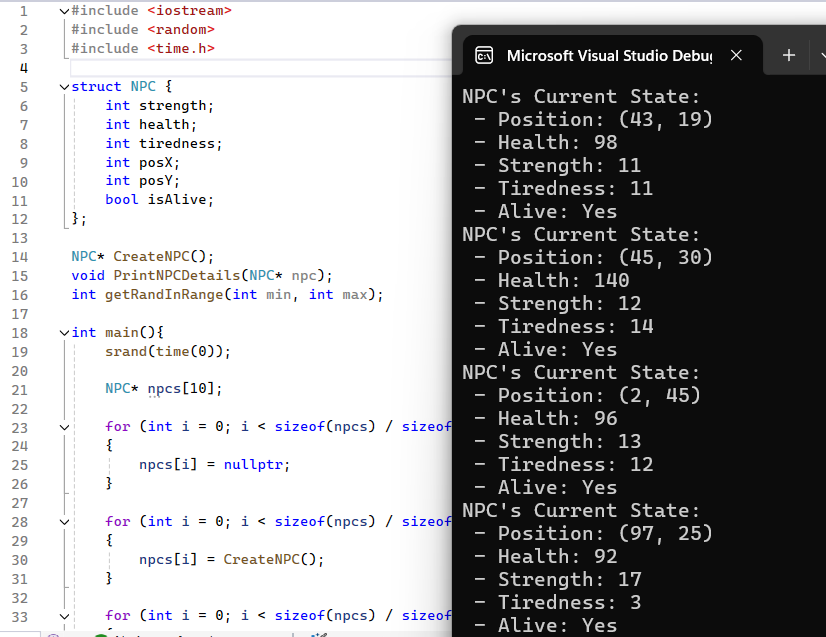 1 #include <iostream>
2 #include <random>
3 #include <time.h>
4
5 struct NPC {
6 int strength;
7 int health;
8 int tiredness;
9 int posX;
10 int posY;
11 bool isAlive;
12 };
13
14 NPC* CreateNPC();
15 void PrintNPCDetails(NPC* npc);
16 int getRandInRange(int min, int max);
17
18 int main(){
19 srand(time(0));
20
21 NPC* npcs[10];
22
23 for (int i = 0; i < sizeof(npcs) / sizeof
24 {
25 npcs[i] = nullptr;
26 }
27
28 for (int i = 0; i < sizeof(npcs) / sizeof
29 {
30 npcs[i] = CreateNPC();
31 }
32
33 for (int i = 0; i < sizeof(npcs) / sizeof
Microsoft Visual Studio Debug
NPC's Current State:
- Position: (43, 19)
- Health: 98
- Strength: 11
- Tiredness: 11
- Alive: Yes
NPC's Current State:
- Position: (45, 30)
- Health: 140
- Strength: 12
- Tiredness: 14
- Alive: Yes
NPC's Current State:
- Position: (2, 45)
- Health: 96
- Strength: 13
- Tiredness: 12
- Alive: Yes
NPC's Current State:
- Position: (97, 25)
- Health: 92
- Strength: 17
- Tiredness: 3
- Alive: Yes